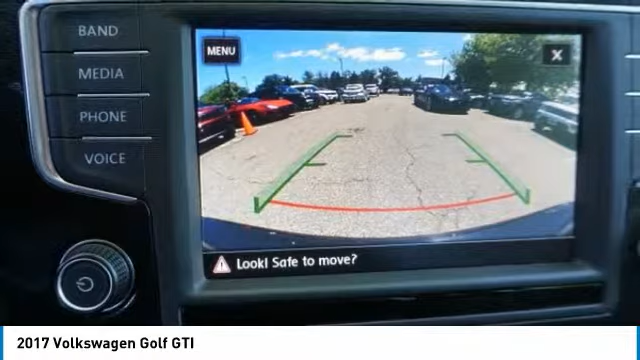 BAND
MEDIA
PHONE
VOICE
MENU
X
Look! Safe to move?
2017 Volkswagen Golf GTI